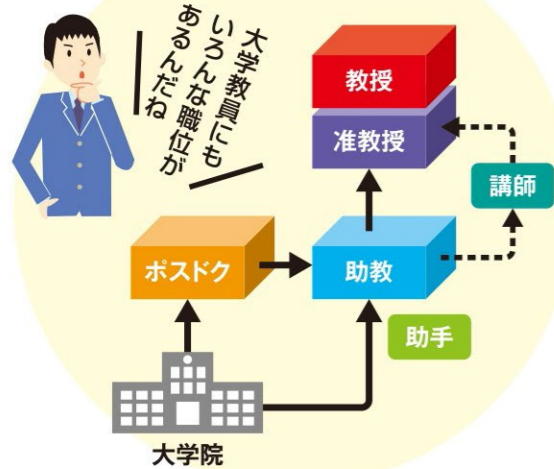 大学教員にも
いろんな職位が
あるんだね
教授
准教授
講師
ポスドク
助教
助手
大学院